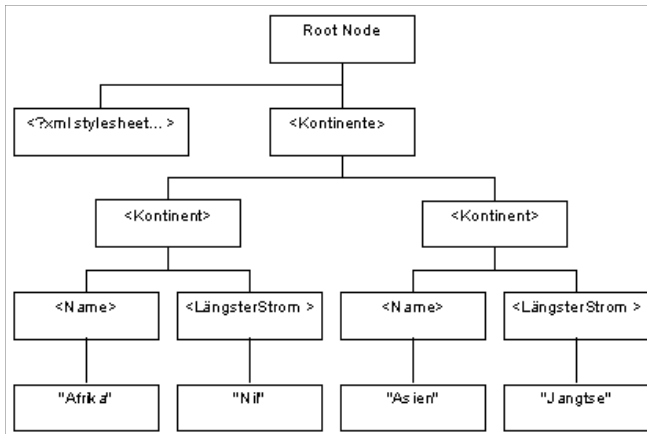 Root Node
<?xml stylesheet... >
<Kontinente>
<Kontinent>
<Kontinent>
<Name>
<LängsterStrom >
<Name>
<LängsterStrom >
"Afrika"
"Nil"
"Asien"
"Jangtse"